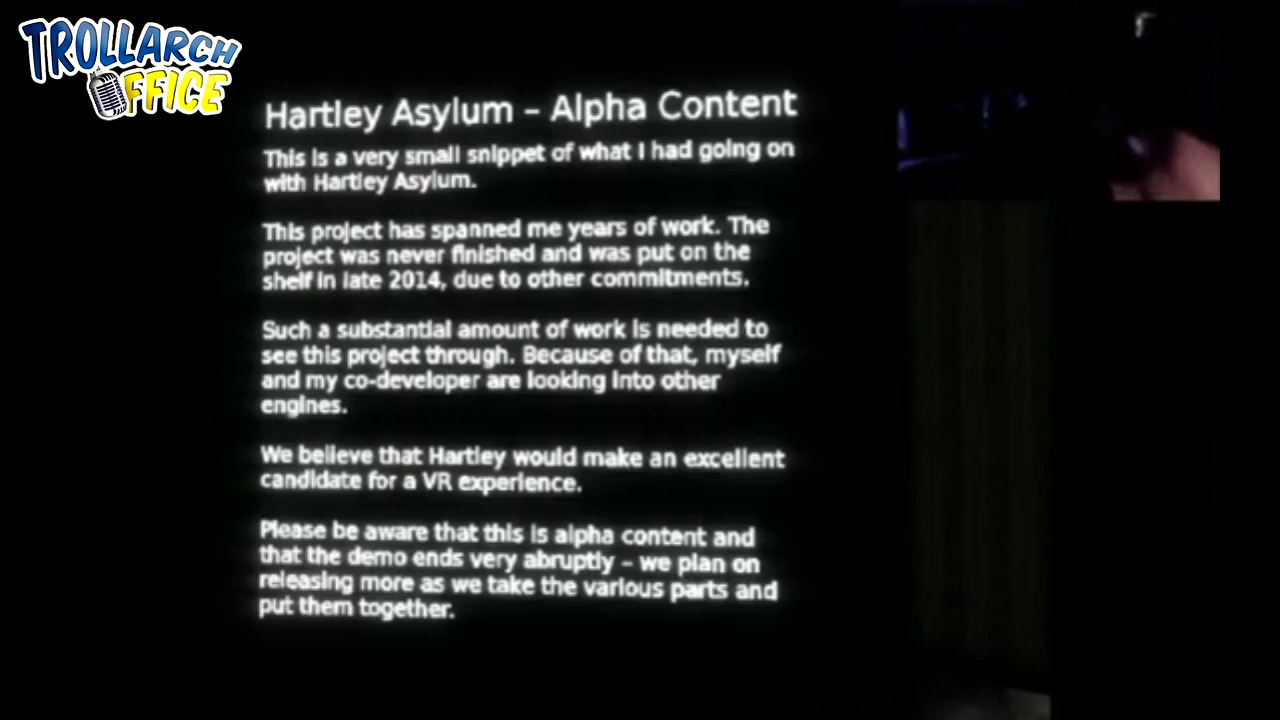 TROLLARCH
OFFICE
Hartley Asylum – Alpha Content
This is a very small snippet of what I had going on
with Hartley Asylum.
This project has spanned me years of work. The
project was never finished and was put on the
shelf in late 2014, due to other commitments.
Such a substantial amount of work is needed to
see this project through. Because of that, myself
and my co-developer are looking into other
engines.
We believe that Hartley would make an excellent
candidate for a VR experience.
Please be aware that this is alpha content and
that the demo ends very abruptly – we plan on
releasing more as we take the various parts and
put them together.